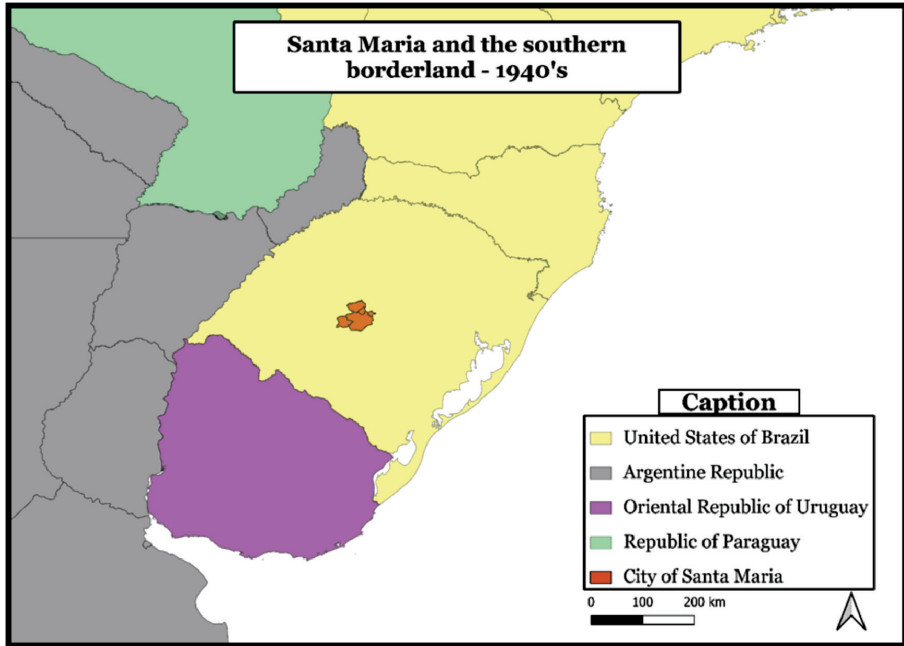 Santa Maria and the southern
borderland - 1940's
Caption
United States of Brazil
Argentine Republic
Oriental Republic of Uruguay
Republic of Paraguay
City of Santa Maria
0 100 200 km